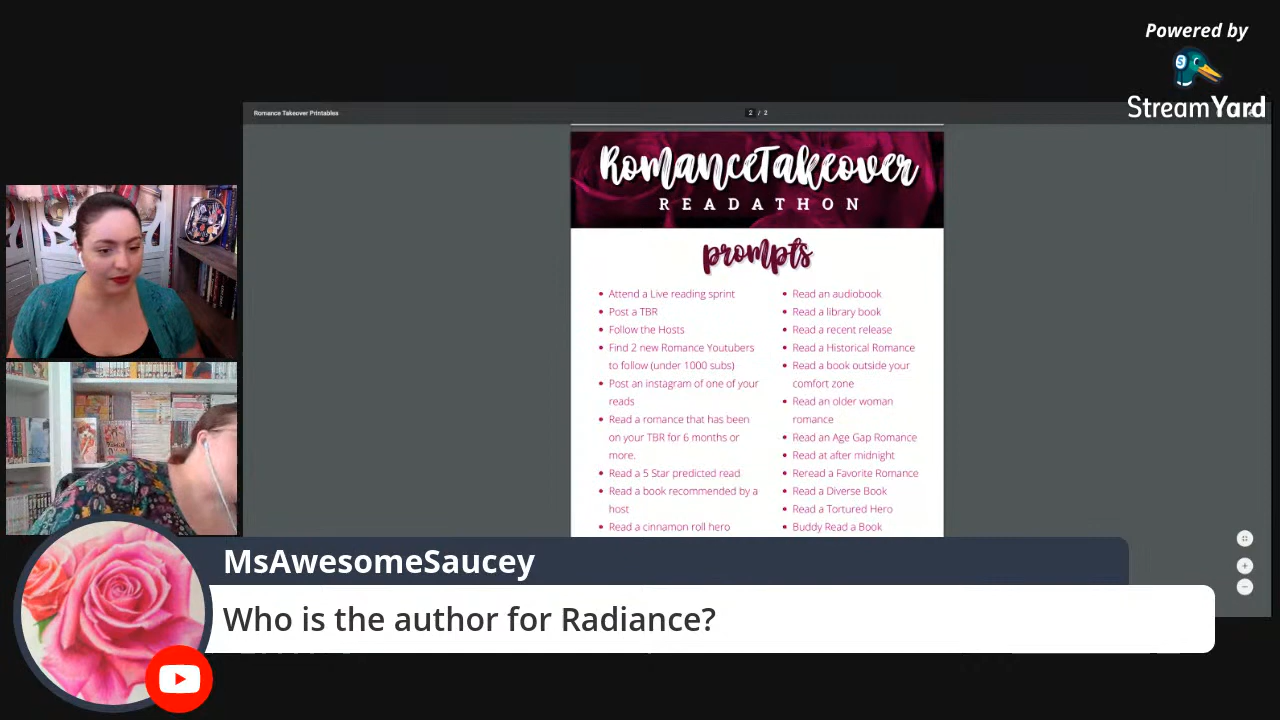 Powered by
StreamYard
Romance Takeover Printables
2 / 2
RomanceTakeover
READATHON
prompts
Attend a Live reading sprint
Post a TBR
Follow the Hosts
Find 2 new Romance Youtubers
to follow (under 1000 subs)
Post an instagram of one of your
reads
Read a romance that has been
on your TBR for 6 months or
more.
Read a 5 Star predicted read
Read a book recommended by a
host
Read a cinnamon roll hero
Read an audiobook
Read a library book
Read a recent release
Read a Historical Romance
Read a book outside your
comfort zone
Read an older woman
romance
Read an Age Gap Romance
Read at after midnight
Reread a Favorite Romance
Read a Diverse Book
Read a Tortured Hero
Buddy Read a Book
MsAwesomeSaucey
Who is the author for Radiance?